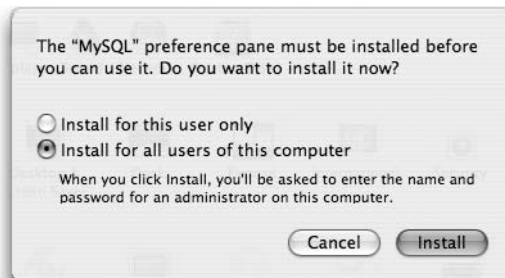 The “MySQL” preference pane must be installed before
you can use it. Do you want to install it now?
Install for this user only
Install for all users of this computer
When you click Install, you'll be asked to enter the name and
password for an administrator on this computer.
Cancel
Install